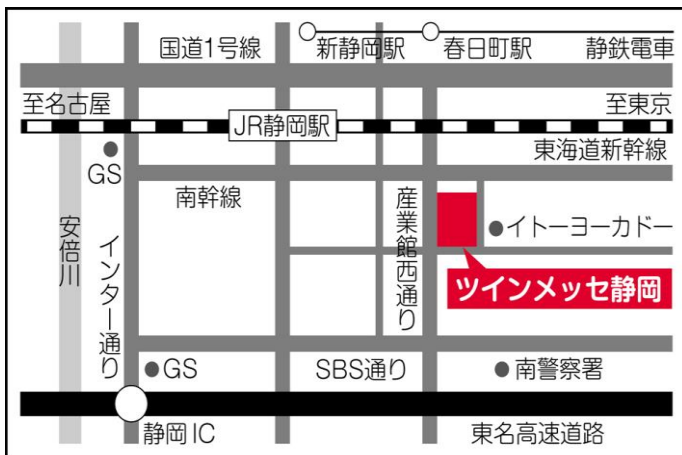 国道1号線
新静岡駅
春日町駅
静鉄電車
至名古屋
JR静岡駅
至東京
東海道新幹線
GS
南幹線
産業館西通り
イトーヨーカドー
安倍川
インター通り
ツインメッセ静岡
GS
SBS通り
南警察署
静岡IC
東名高速道路